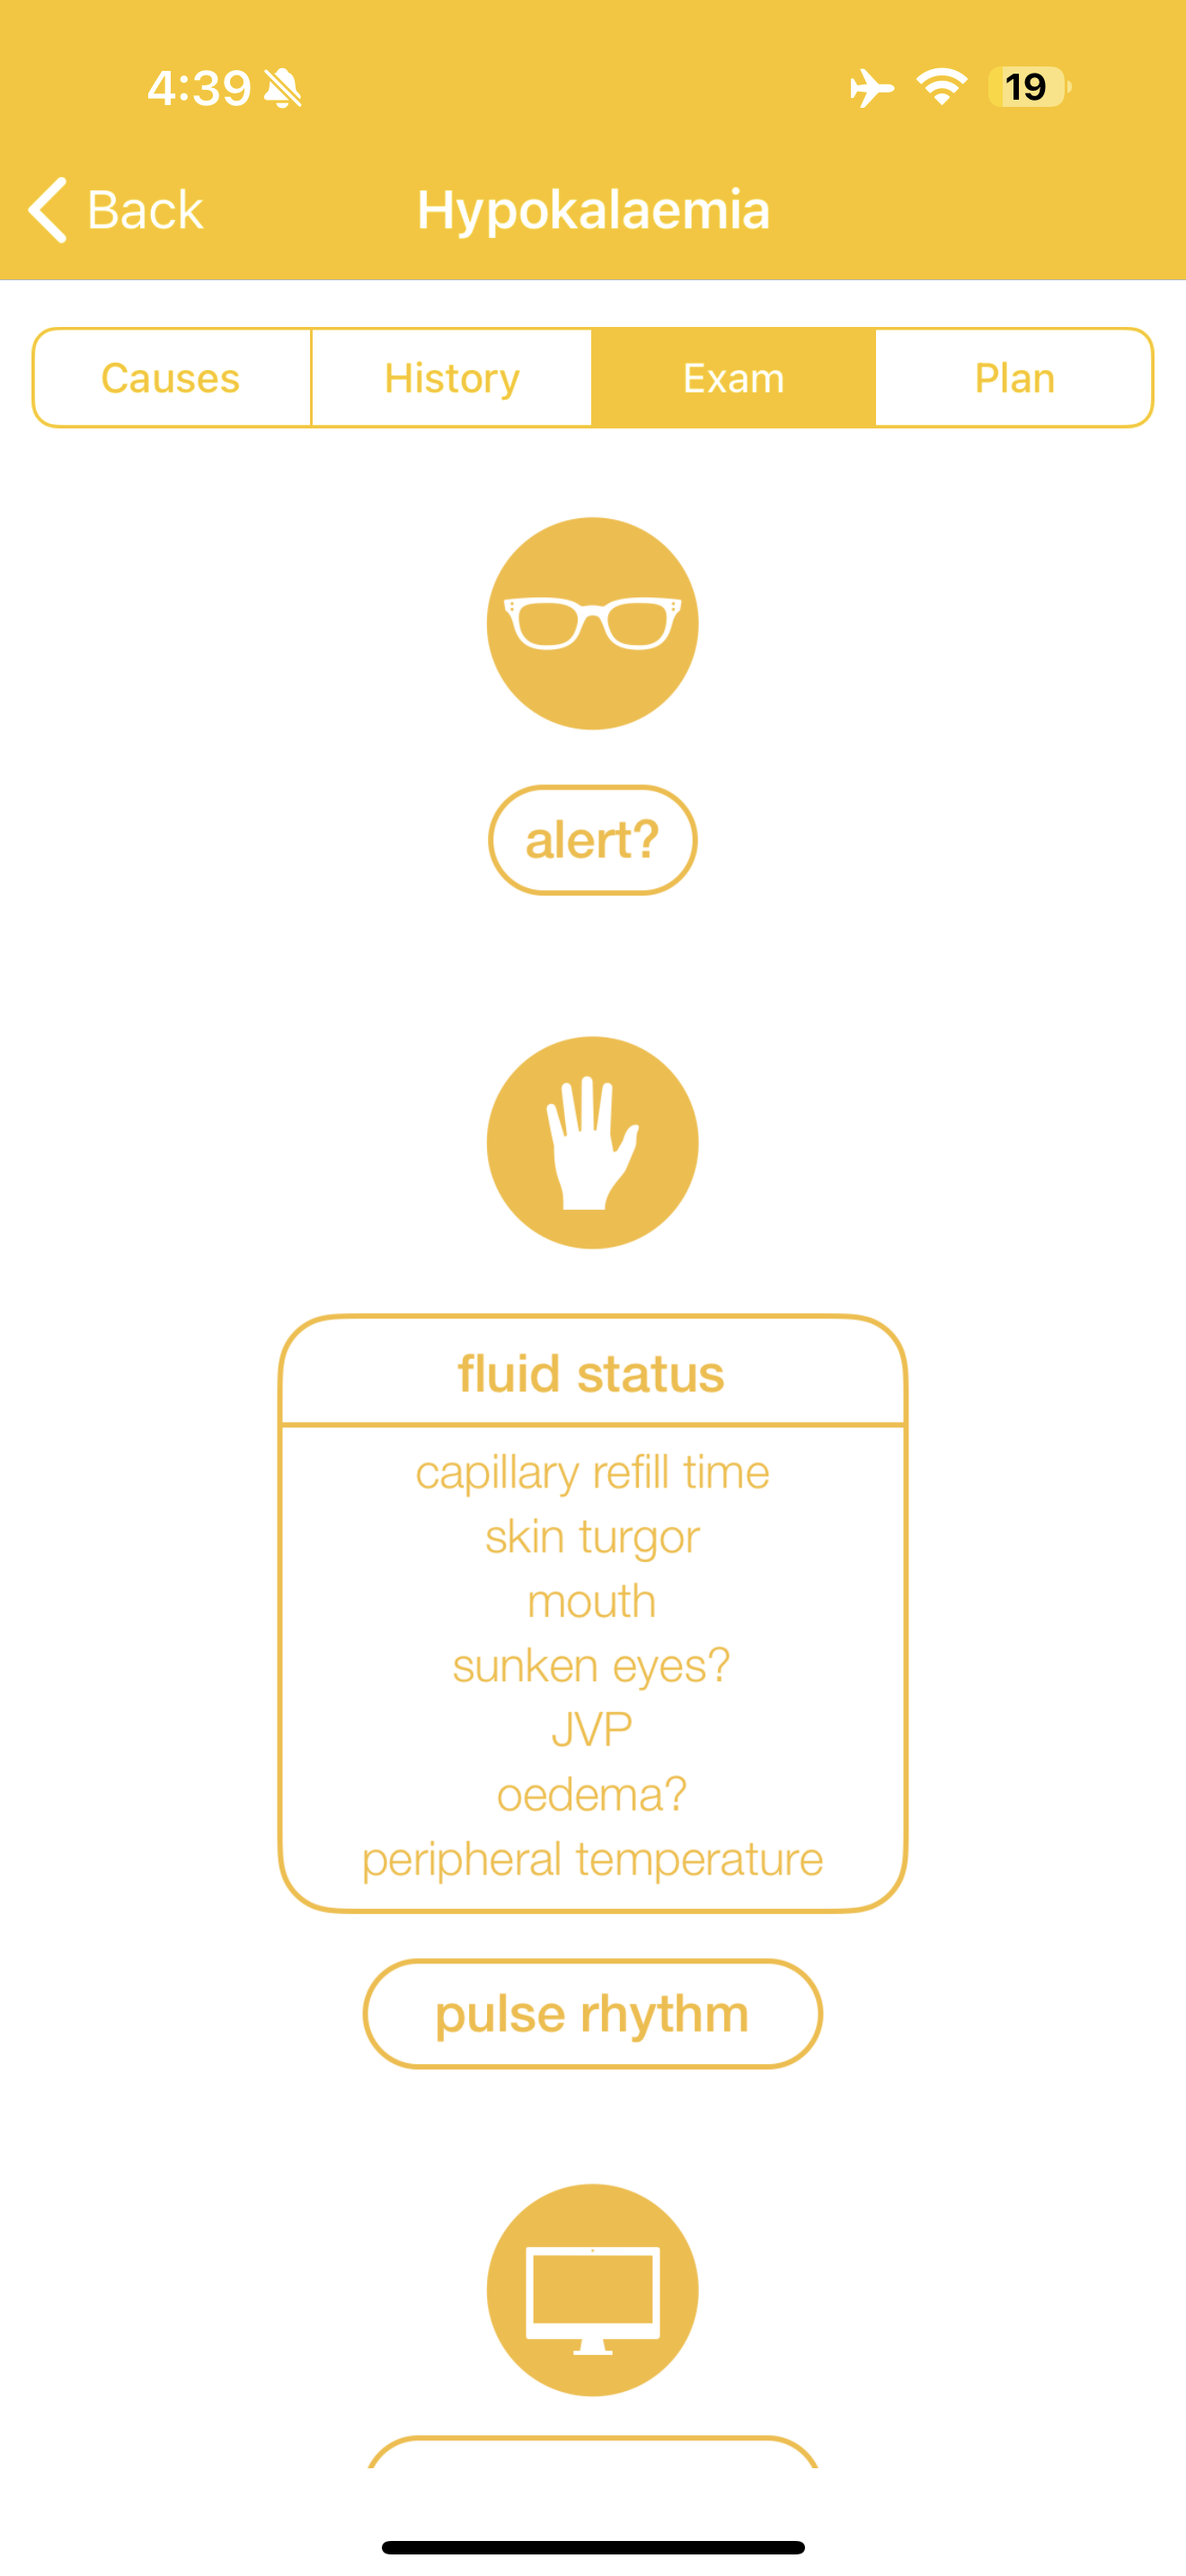 4:39
19
Back
Hypokalaemia
Causes
History
Exam
Plan
alert?
fluid status
capillary refill time
skin turgor
mouth
sunken eyes?
JVP
oedema?
peripheral temperature
pulse rhythm